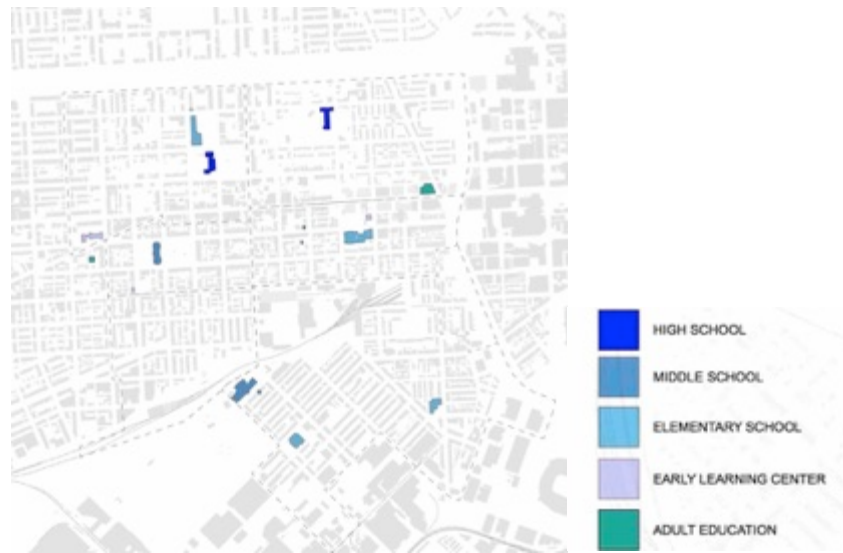 HIGH SCHOOL
MIDDLE SCHOOL
ELEMENTARY SCHOOL
EARLY LEARNING CENTER
ADULT EDUCATION